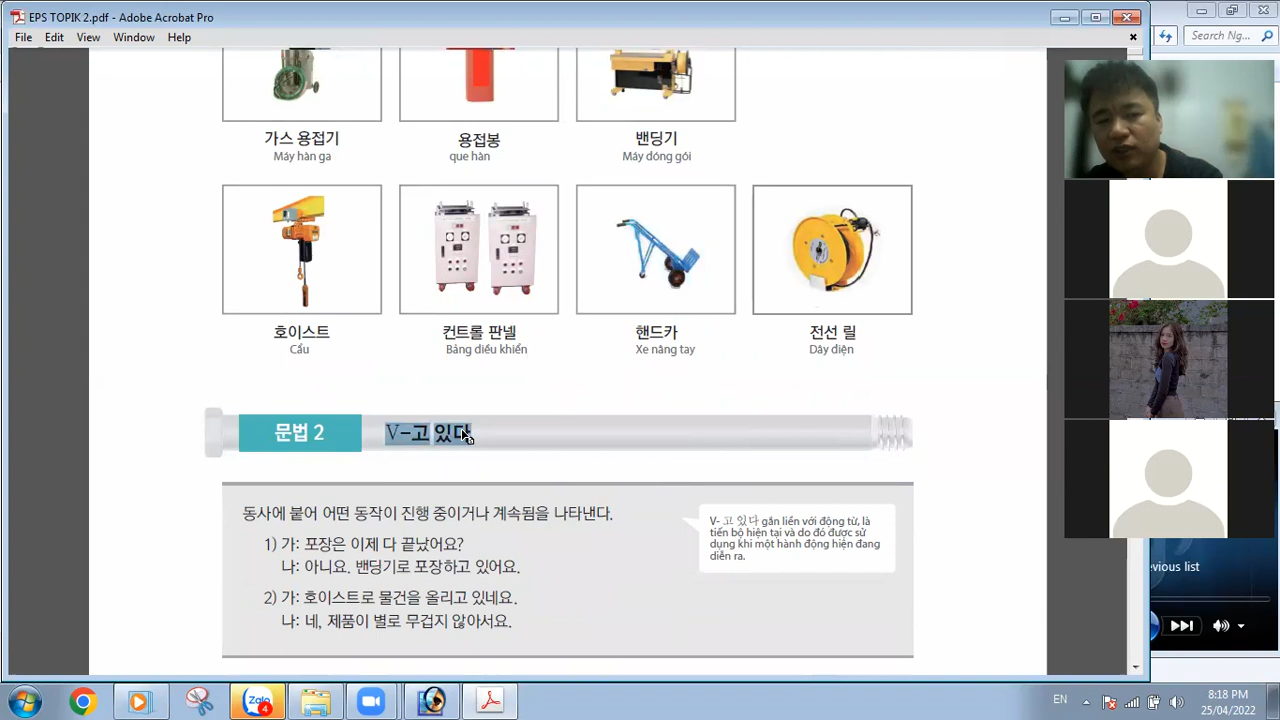 EPS TOPIK 2.pdf - Adobe Acrobat Pro
File Edit View Window Help
Search Ng...
가스 용접기
Máy hàn ga
용접봉
que hàn
밴딩기
Máy đóng gói
호이스트
Cẩu
컨트롤 판넬
Bảng điều khiển
핸드카
Xe nâng tay
전선 릴
Dây điện
문법 2
V-고 있다
동사에 붙어 어떤 동작이 진행 중이거나 계속됨을 나타낸다.
1) 가: 포장은 이제 다 끝났어요?
나: 아니요. 밴딩기로 포장하고 있어요.
2) 가: 호이스트로 물건을 올리고 있네요.
나: 네, 제품이 별로 무겁지 않아서요.
V- 고 있다 gắn liền với động từ, là
tiến bộ hiện tại và do đó được sử
dụng khi một hành động hiện đang
diễn ra.
evious list
Zalo
4
EN
8:18 PM
25/04/2022